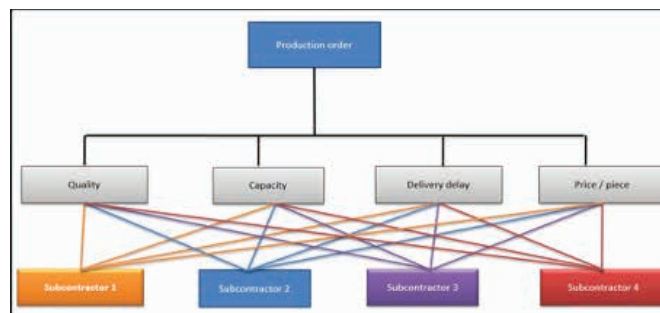 Production order
Quality
Capacity
Delivery delay
Price / piece
Subcontractor 1
Subcontractor 2
Subcontractor 3
Subcontractor 4